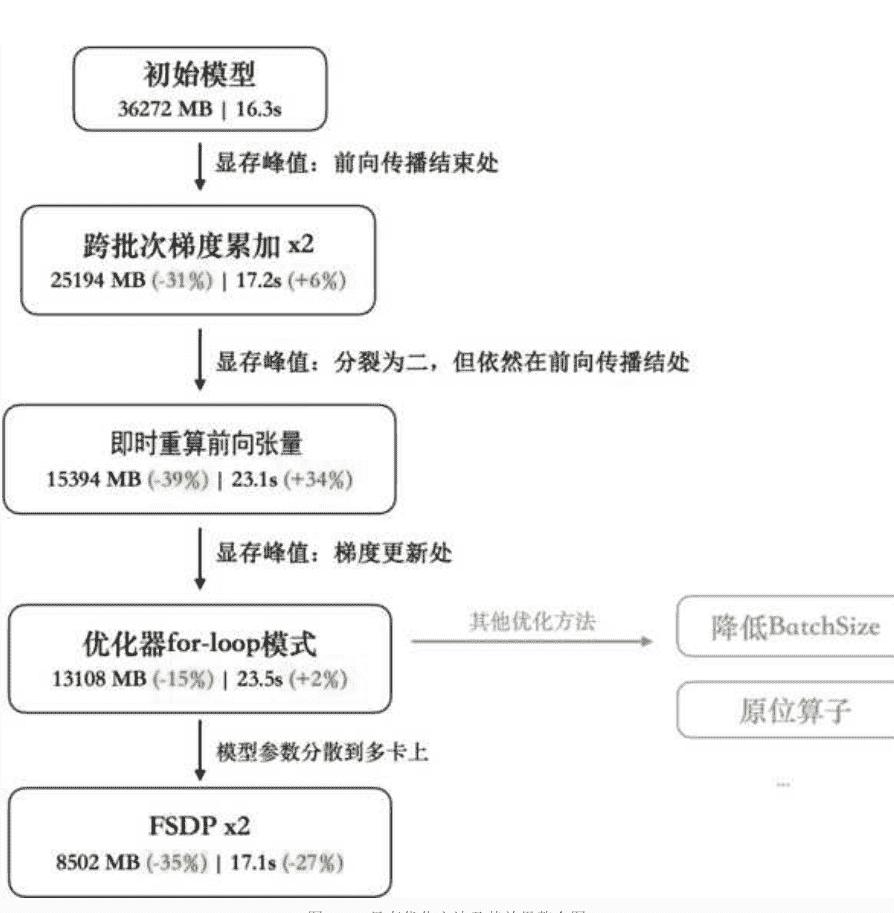 初始模型
36272 MB | 16.3s
显存峰值：前向传播结束处
跨批次梯度累加 x2
25194 MB (-31%) | 17.2s (+6%)
显存峰值：分裂为二，但依然在前向传播结处
即时重算前向张量
15394 MB (-39%) | 23.1s (+34%)
显存峰值：梯度更新处
优化器for-loop模式
13108 MB (-15%) | 23.5s (+2%)
其他优化方法
降低BatchSize
原位算子
...
模型参数分散到多卡上
FSDP x2
8502 MB (-35%) | 17.1s (-27%)